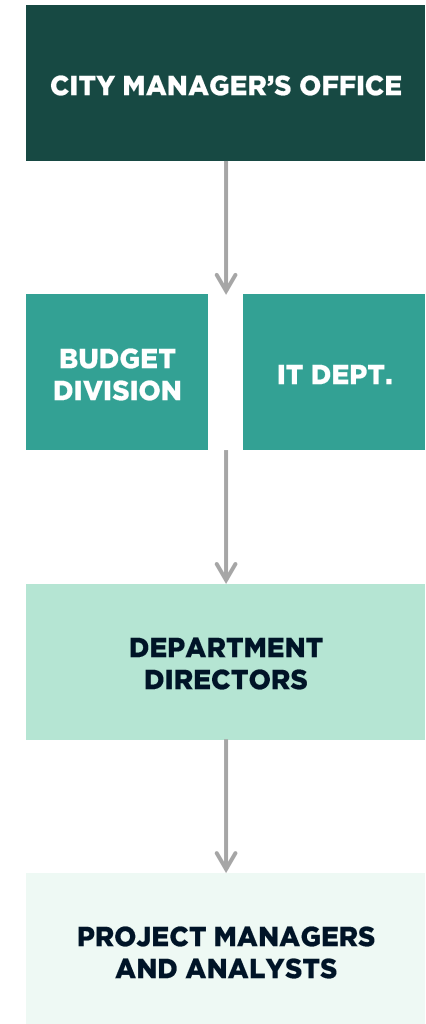 CITY MANAGER’S OFFICE
BUDGET
DIVISION
IT DEPT.
DEPARTMENT
DIRECTORS
PROJECT MANAGERS
AND ANALYSTS